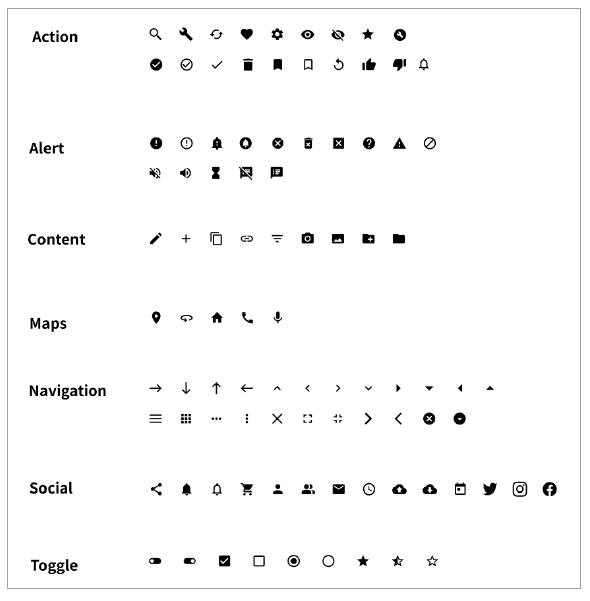 Action
Alert
Content
Maps
Navigation
Social
Toggle